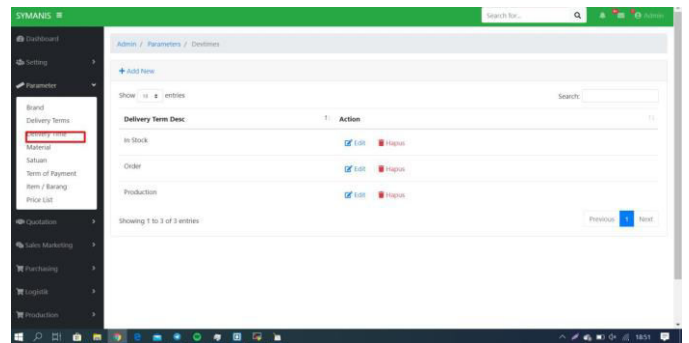 SYMANIS
Search for...
Admin
Dashboard
Admin / Parameters / Devtimes
Setting
Add New
Parameter
Show 10 entries
Search:
Brand
Delivery Terms
Delivery Time
Material
Satuan
Term of Payment
Item / Barang
Price List
Delivery Term Desc
Action
In Stock
Edit
Hapus
Order
Edit
Hapus
Production
Edit
Hapus
Showing 1 to 3 of 3 entries
Previous 1 Next
Quotation
Sales Marketing
Purchasing
Logistik
Production
1851